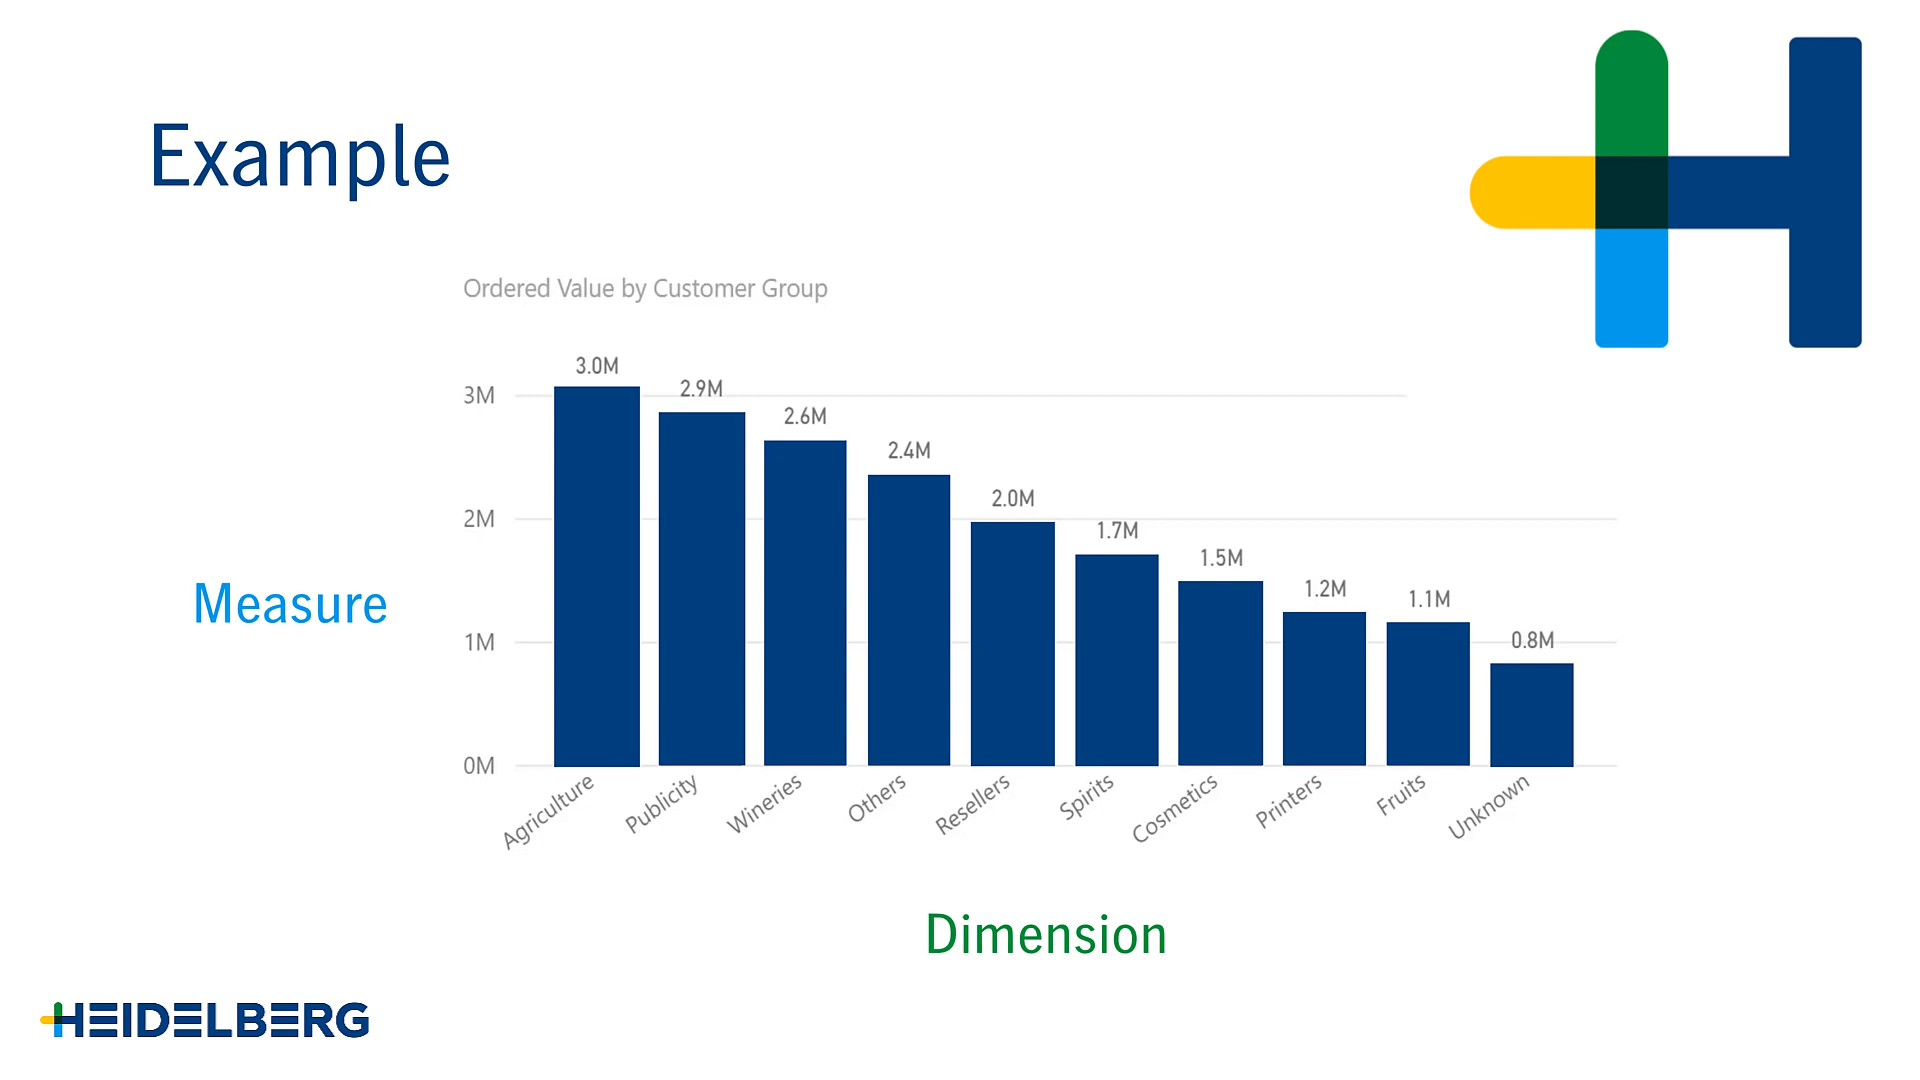 Example
Ordered Value by Customer Group
3.0M
3M
2.9M
2.6M
2.4M
2.0M
2M
1.7M
1.5M
1.2M
1.1M
Measure
1M
0.8M
0M
Agriculture
Publicity
Wineries
Others
Resellers
Spirits
Cosmetics
Printers
Fruits
Unknown
Dimension
HEIDELBERG